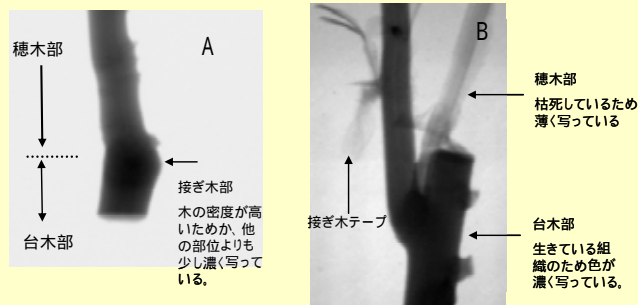 A
穂木部
接ぎ木部
木の密度が高
いためか、他
の部位よりも
少し濃く写って
いる。
台木部
B
穂木部
枯死しているため
薄く写っている
接ぎ木テープ
台木部
生きている組
織のため色が
濃く写っている。